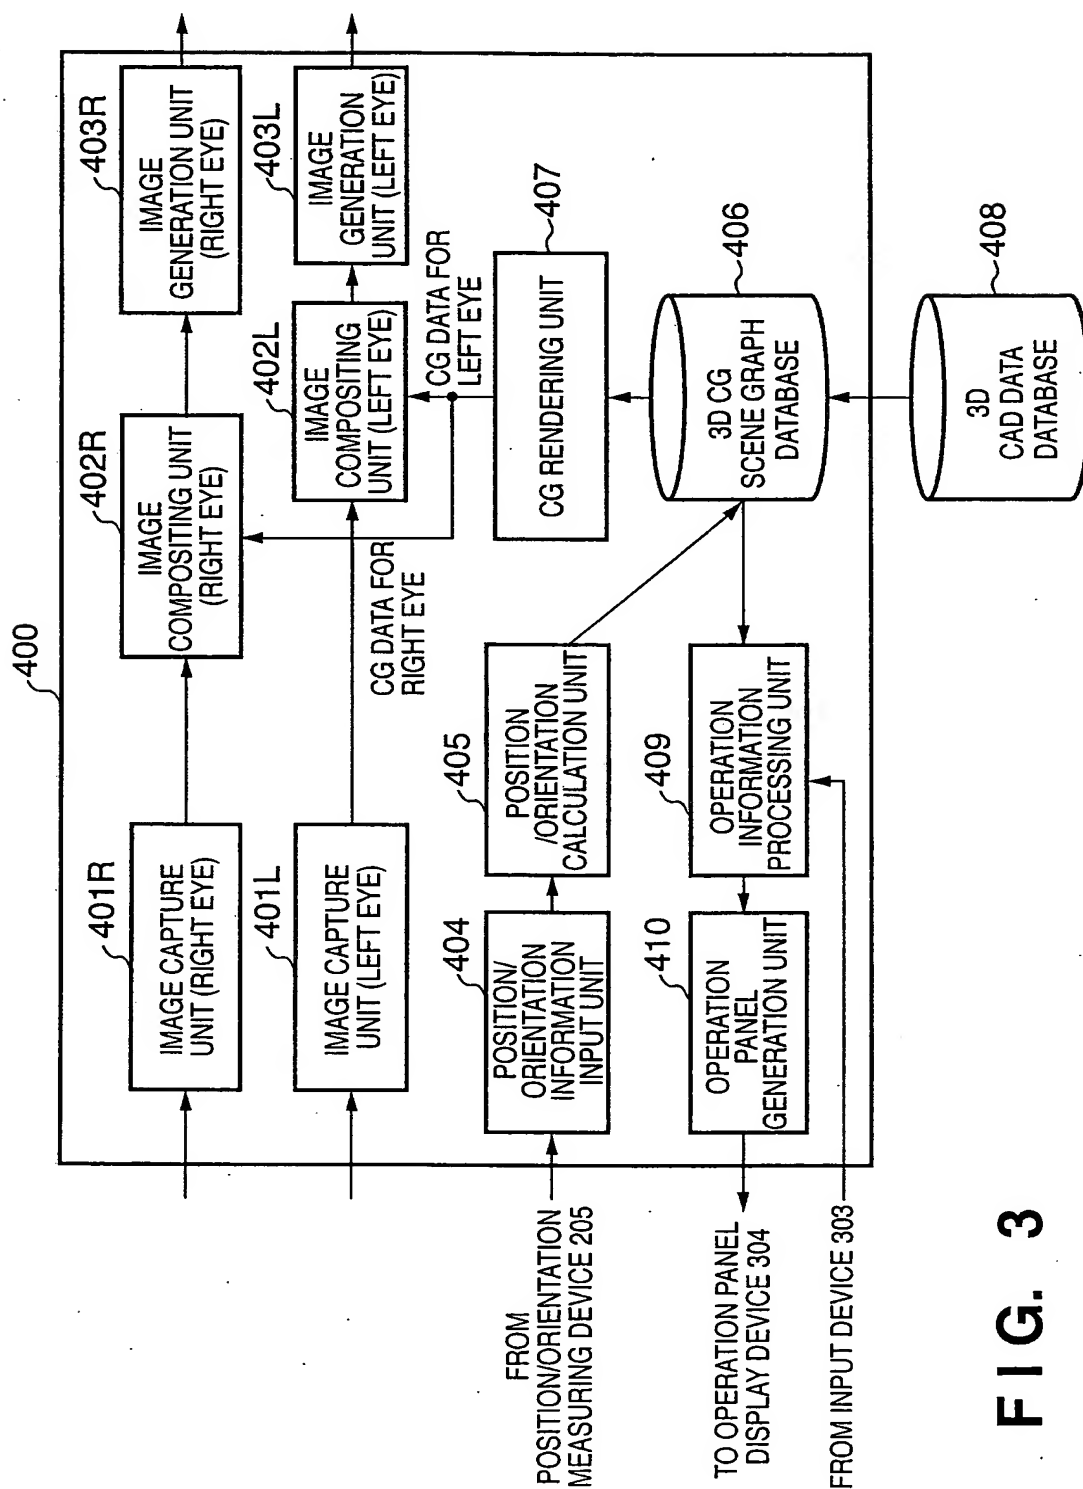 400
401R
IMAGE CAPTURE
UNIT (RIGHT EYE)
402R
IMAGE
COMPOSITING UNIT
(RIGHT EYE)
403R
IMAGE
GENERATION UNIT
(RIGHT EYE)
401L
IMAGE CAPTURE
UNIT (LEFT EYE)
402L
IMAGE
COMPOSITING
UNIT (LEFT EYE)
403L
IMAGE
GENERATION
UNIT (LEFT EYE)
CG DATA FOR
RIGHT EYE
CG DATA FOR
LEFT EYE
404
POSITION/
ORIENTATION
INFORMATION
INPUT UNIT
405
POSITION
/ORIENTATION
CALCULATION UNIT
CG RENDERING UNIT
407
FROM
POSITION/ORIENTATION
MEASURING DEVICE 205
410
OPERATION
PANEL
GENERATION UNIT
409
OPERATION
INFORMATION
PROCESSING UNIT
3D CG
SCENE GRAPH
DATABASE
406
TO OPERATION PANEL
DISPLAY DEVICE 304
FROM INPUT DEVICE 303
3D
CAD DATA
DATABASE
408
FIG. 3